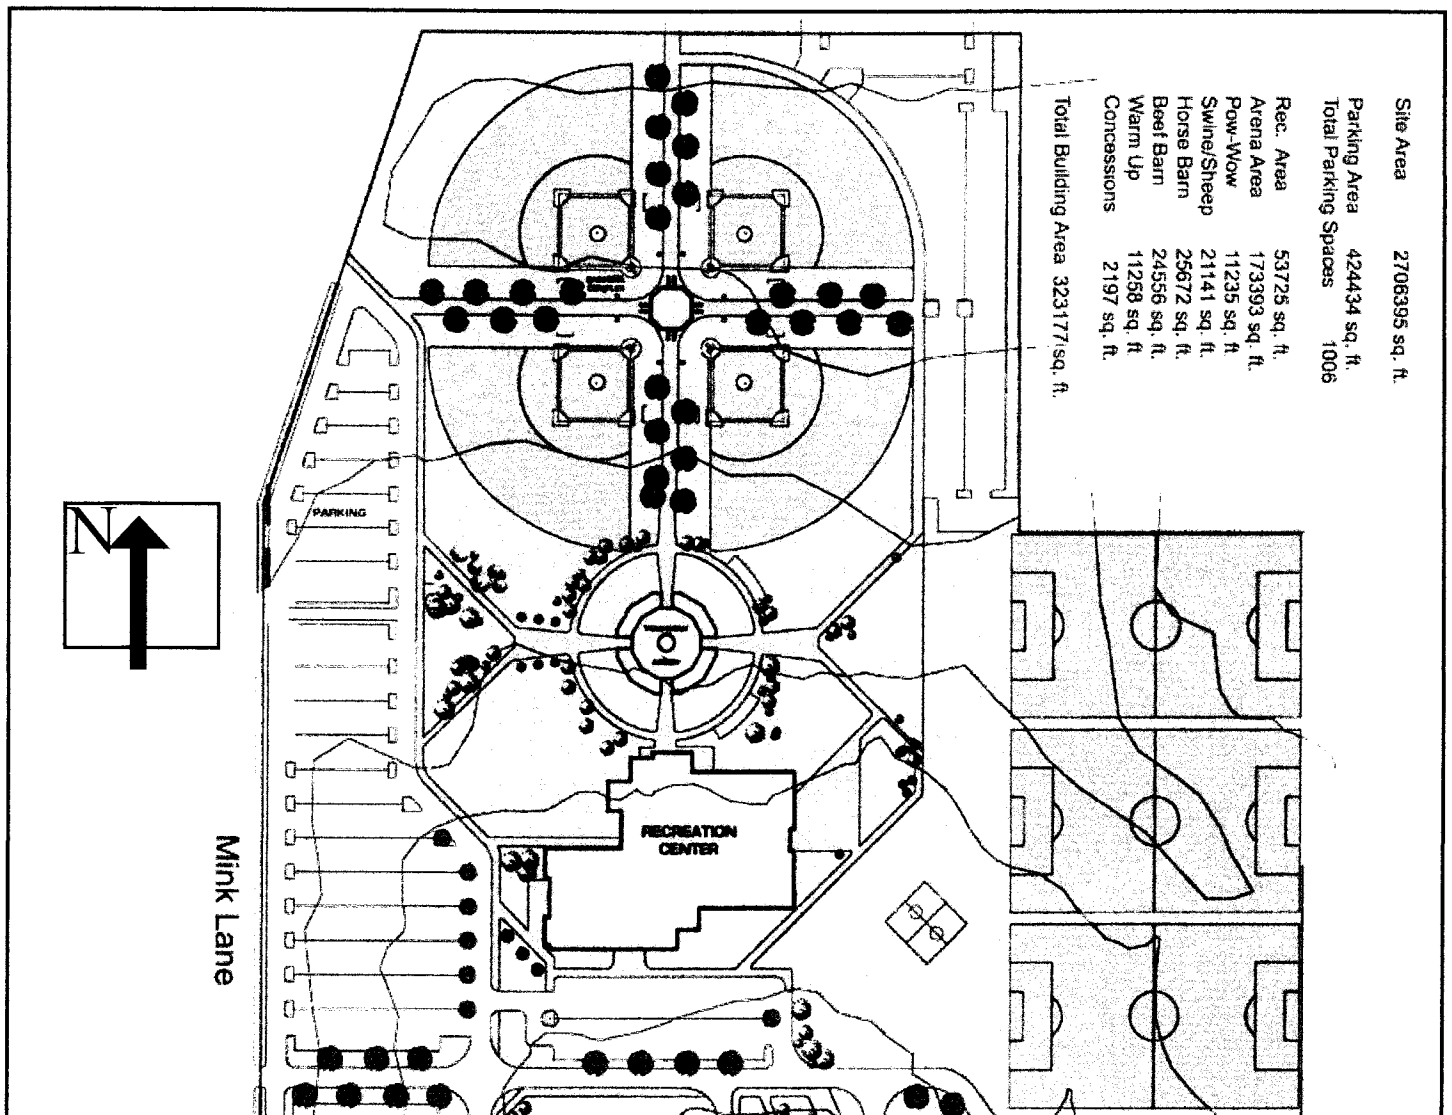 Site Area 2706395 sq. ft.
Parking Area 424434 sq. ft.
Total Parking Spaces 1006
Rec. Area 53725 sq. ft.
Arena Area 173393 sq. ft.
Pow-Wow 11235 sq. ft
Swine/Sheep 21141 sq. ft.
Horse Barn 25672 sq. ft.
Beef Barn 24556 sq. ft.
Warm Up 11258 sq. ft
Concessions 2197 sq. ft.
Total Building Area 323177 sq. ft.
N
PARKING
RECREATION
CENTER
Mink Lane